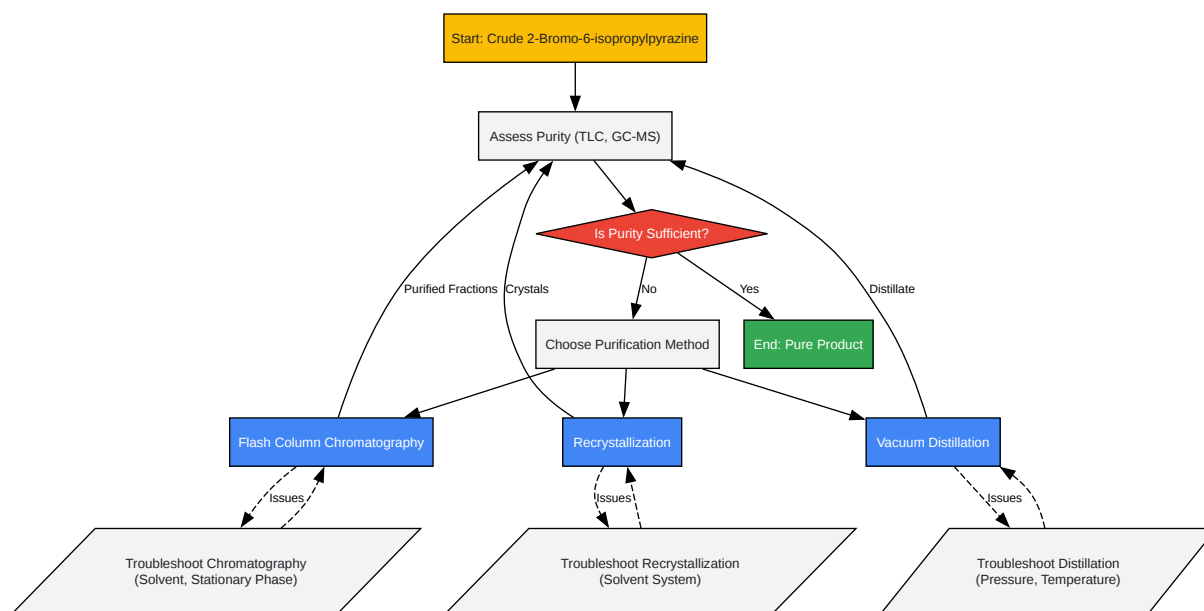 Start: Crude 2-Bromo-6-isopropylpyrazine
Assess Purity (TLC, GC-MS)
Is Purity Sufficient?
Purified Fractions
Crystals
No
Yes
Distillate
Choose Purification Method
End: Pure Product
Flash Column Chromatography
Recrystallization
Vacuum Distillation
Issues
Issues
Issues
Troubleshoot Chromatography
(Solvent, Stationary Phase)
Troubleshoot Recrystallization
(Solvent System)
Troubleshoot Distillation
(Pressure, Temperature)